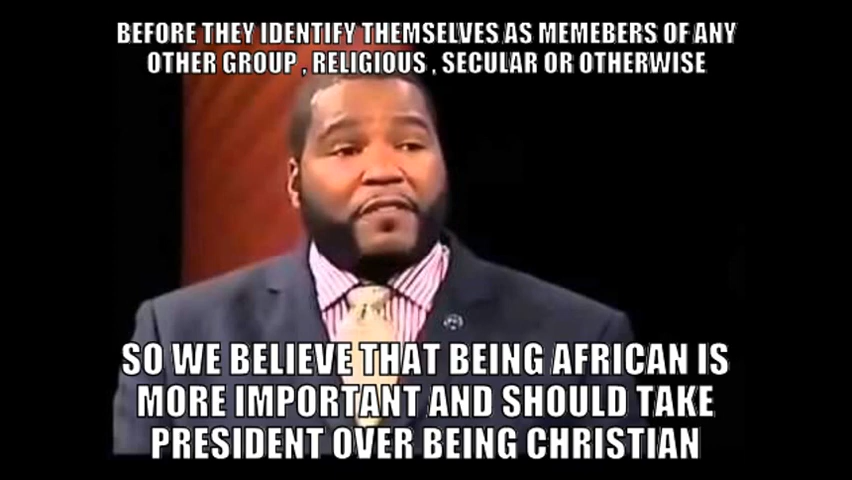 BEFORE THEY IDENTIFY THEMSELVES AS MEMEBERS OF ANY
OTHER GROUP , RELIGIOUS , SECULAR OR OTHERWISE
SO WE BELIEVE THAT BEING AFRICAN IS
MORE IMPORTANT AND SHOULD TAKE
PRESIDENT OVER BEING CHRISTIAN